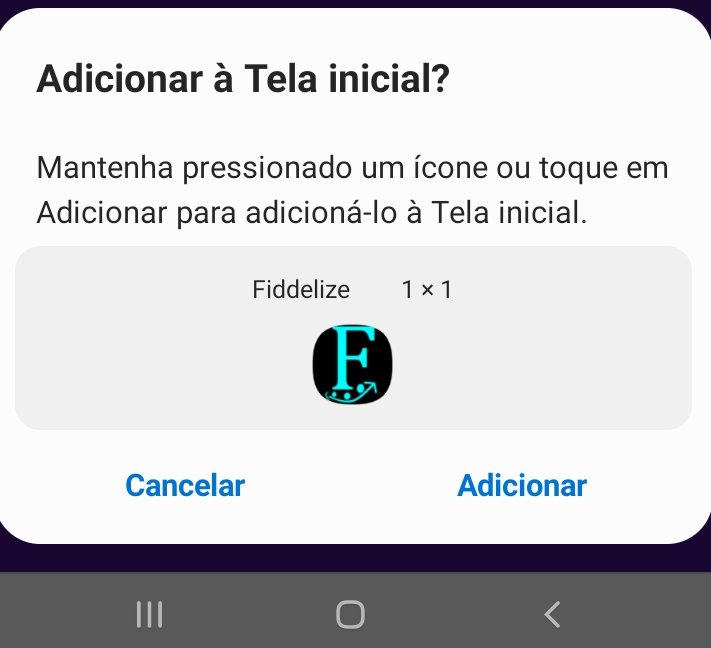 Adicionar à Tela inicial?
Mantenha pressionado um ícone ou toque em
Adicionar para adicioná-lo à Tela inicial.
Fiddelize 1 × 1
F
Cancelar Adicionar